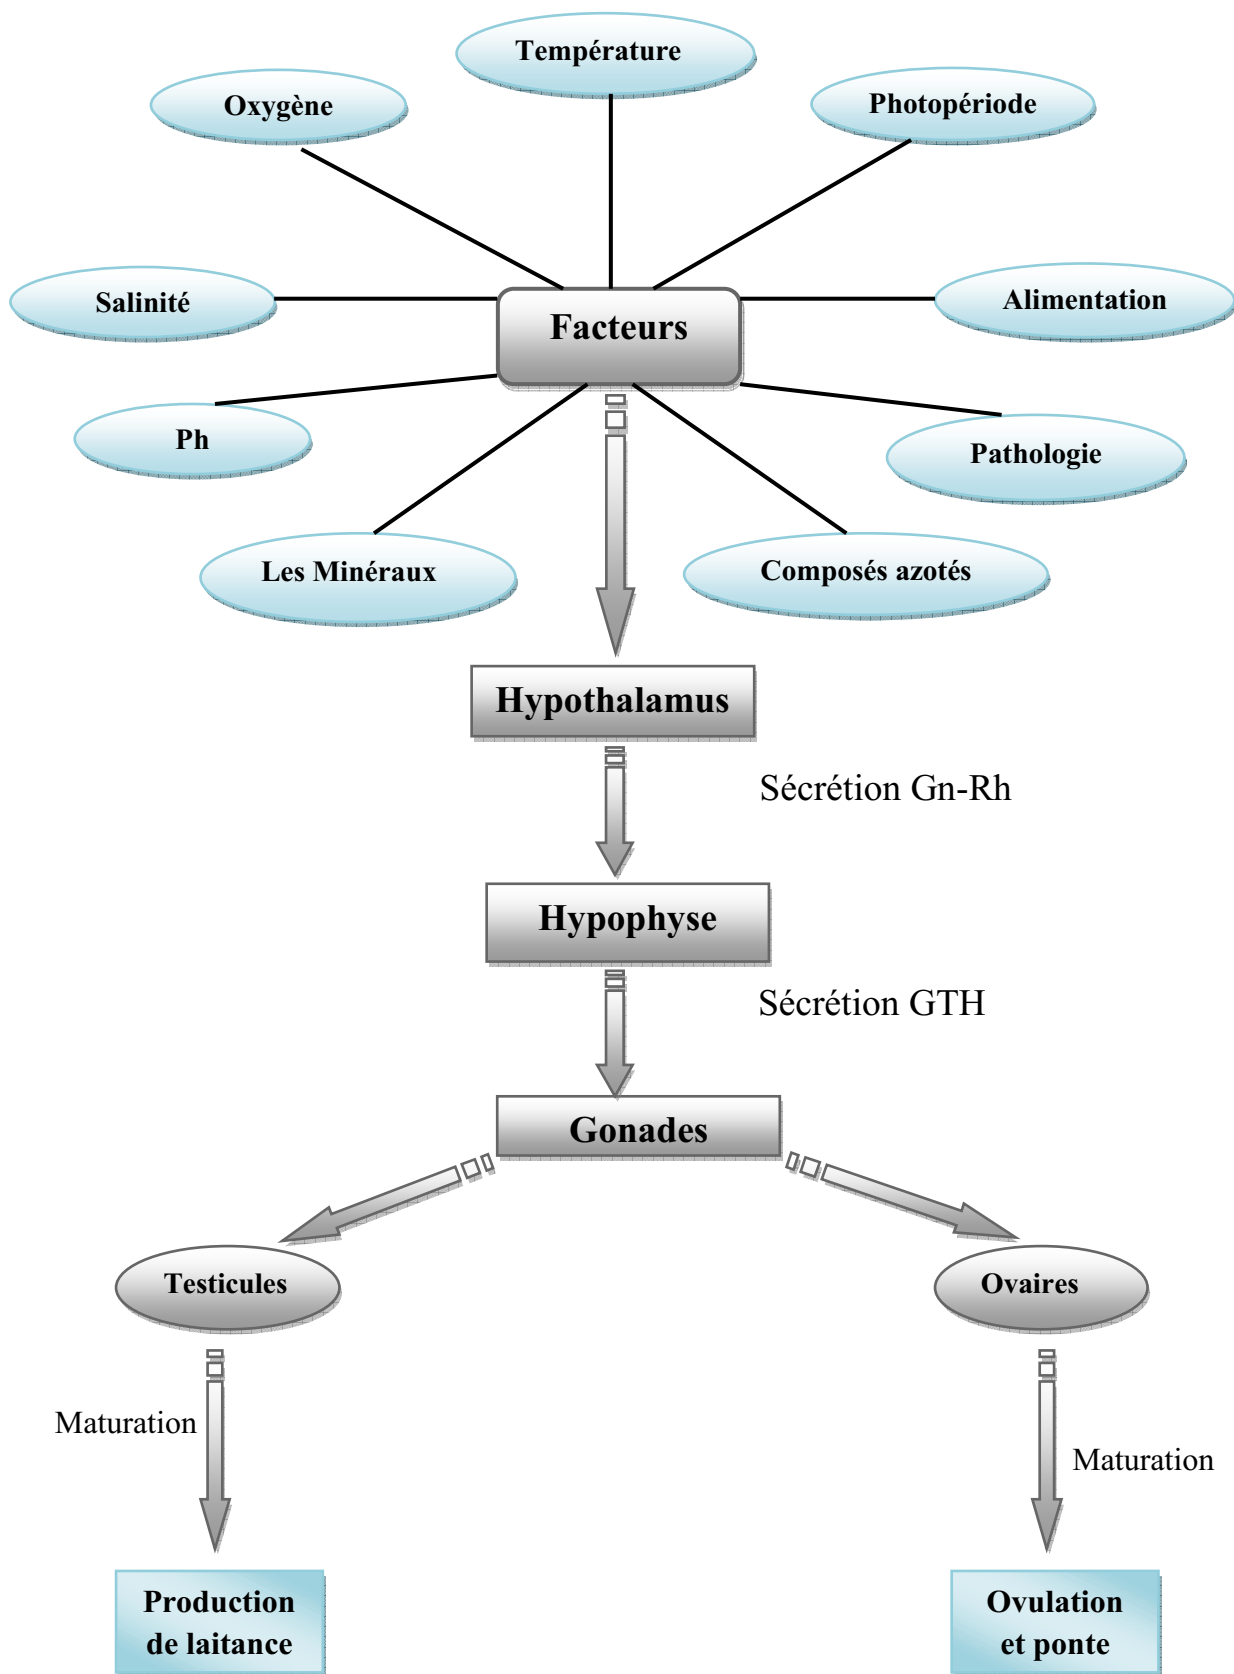 Température
Oxygène
Photopériode
Salinité
Facteurs
Alimentation
Ph
Pathologie
Les Minéraux
Composés azotés
Hypothalamus
Sécrétion Gn-Rh
Hypophyse
Sécrétion GTH
Gonades
Testicules
Ovaires
Maturation
Maturation
Production
de laitance
Ovulation
et ponte